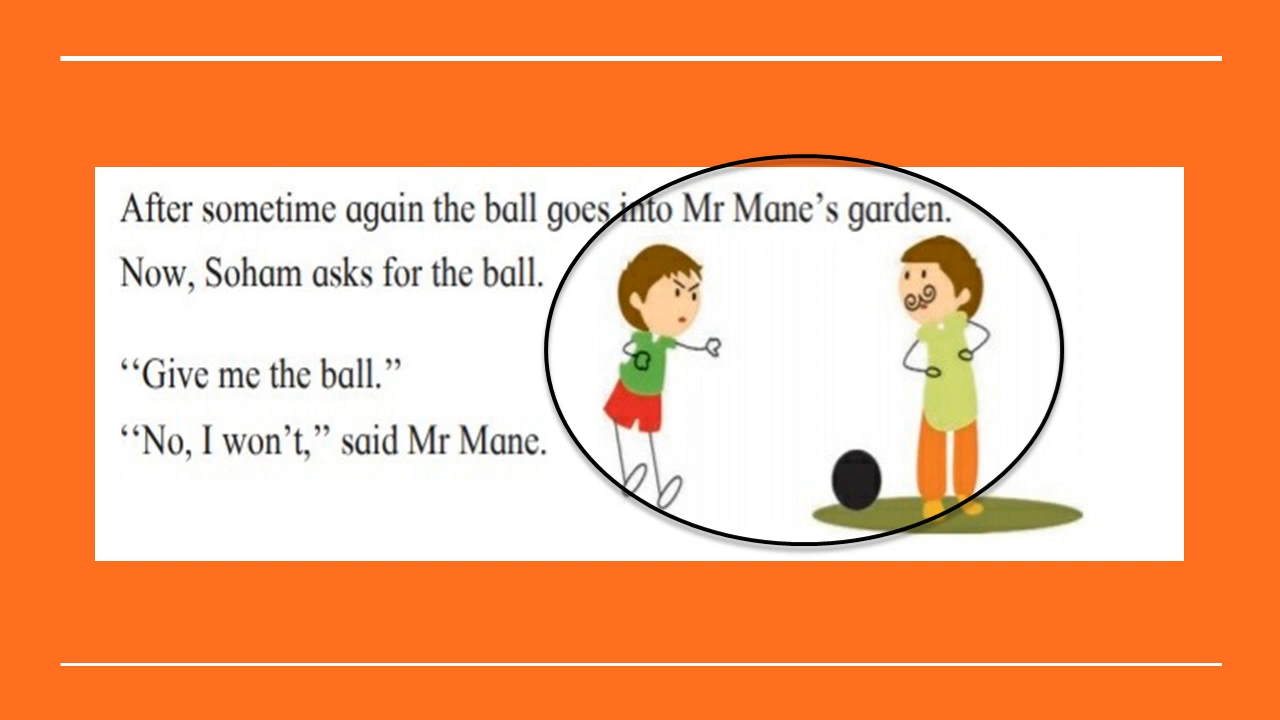 After sometime again the ball goes into Mr Mane’s garden.
Now, Soham asks for the ball.
‘‘Give me the ball.’’
‘‘No, I won’t,’’ said Mr Mane.